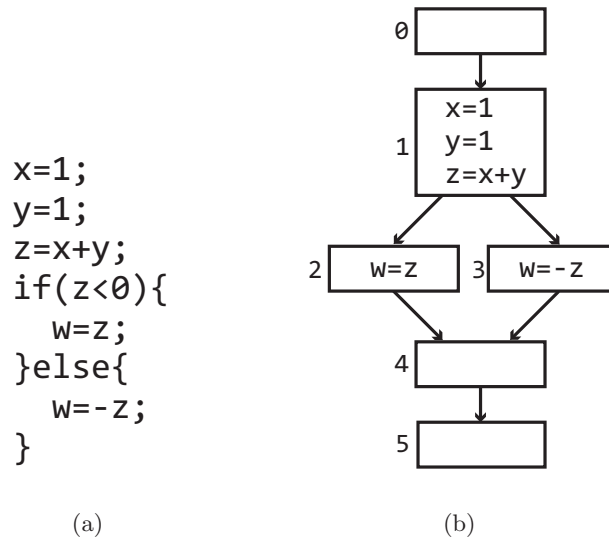 x=1;
y=1;
z=x+y;
if(z<0){
w=z;
}else{
w=-z;
}
(a)
0
1
x=1
y=1
z=x+y
2
w=z
3
w=-z
4
5
(b)